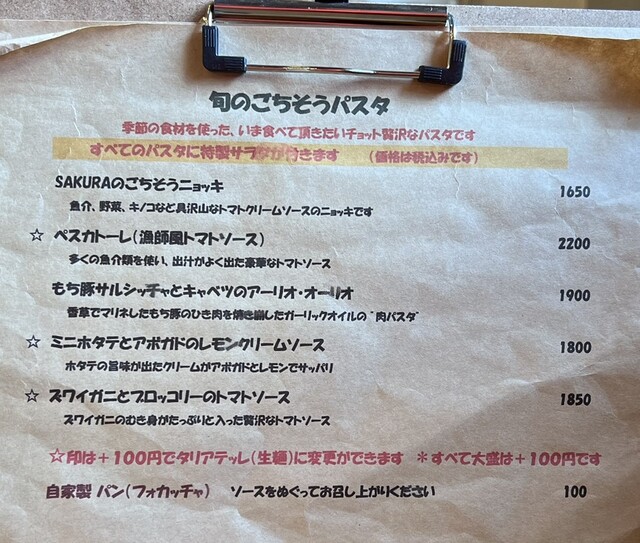 旬のごちそうパスタ
季節の食材を使った、いま食べて頂きたいチョット贅沢なパスタです
すべてのパスタに特製サラダが付きます　（価格は税込みです）
SAKURAのごちそうニョッキ　1650
魚介、野菜、キノコなど具沢山なトマトクリームソースのニョッキです
☆ ペスカトーレ（漁師風トマトソース）　2200
多くの魚介類を使い、出汁がよく出た豪華なトマトソース
もち豚サルシッチャとキャベツのアーリオ・オーリオ　1900
香草でマリネしたもち豚のひき肉を焼き崩したガーリックオイルの〝肉パスタ〟
☆ ミニホタテとアボガドのレモンクリームソース　1800
ホタテの旨味が出たクリームがアボガドとレモンでサッパリ
☆ ズワイガニとブロッコリーのトマトソース　1850
ズワイガニのむき身がたっぷりと入った贅沢なトマトソース
☆印は＋100円でタリアテッレ（生麺）に変更ができます　＊すべて大盛は＋100円です
自家製 パン（フォカッチャ）　ソースをぬぐってお召し上がりください　100